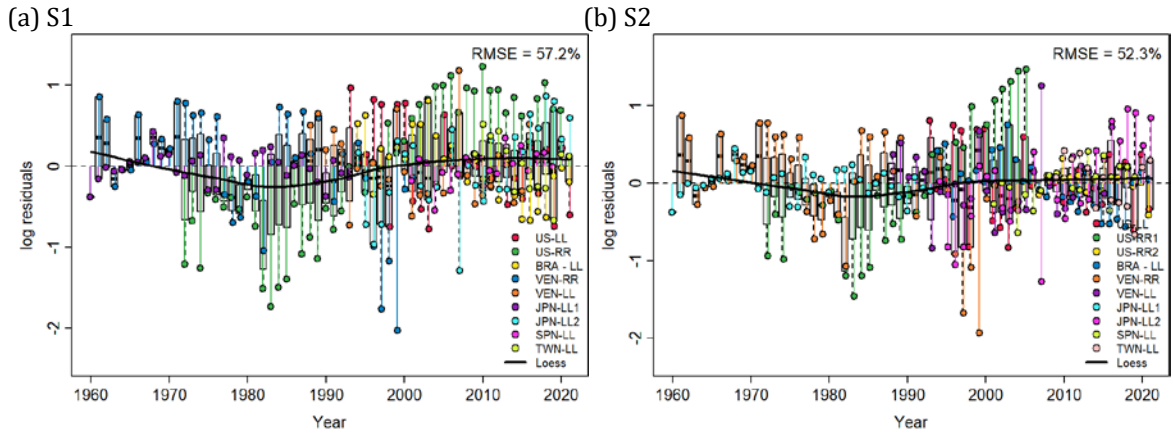 (a) S1
RMSE = 57.2%
log residuals
1
0
-1
-2
US-LL
US-RR
BRA - LL
VEN-RR
VEN-LL
JPN-LL1
JPN-LL2
SPN-LL
TWN-LL
Loess
1960 1970 1980 1990 2000 2010 2020
Year
(b) S2
RMSE = 52.3%
log residuals
1
0
-1
-2
US-RR1
US-RR2
BRA - LL
VEN-RR
VEN-LL
JPN-LL1
JPN-LL2
SPN-LL
TWN-LL
Loess
1960 1970 1980 1990 2000 2010 2020
Year